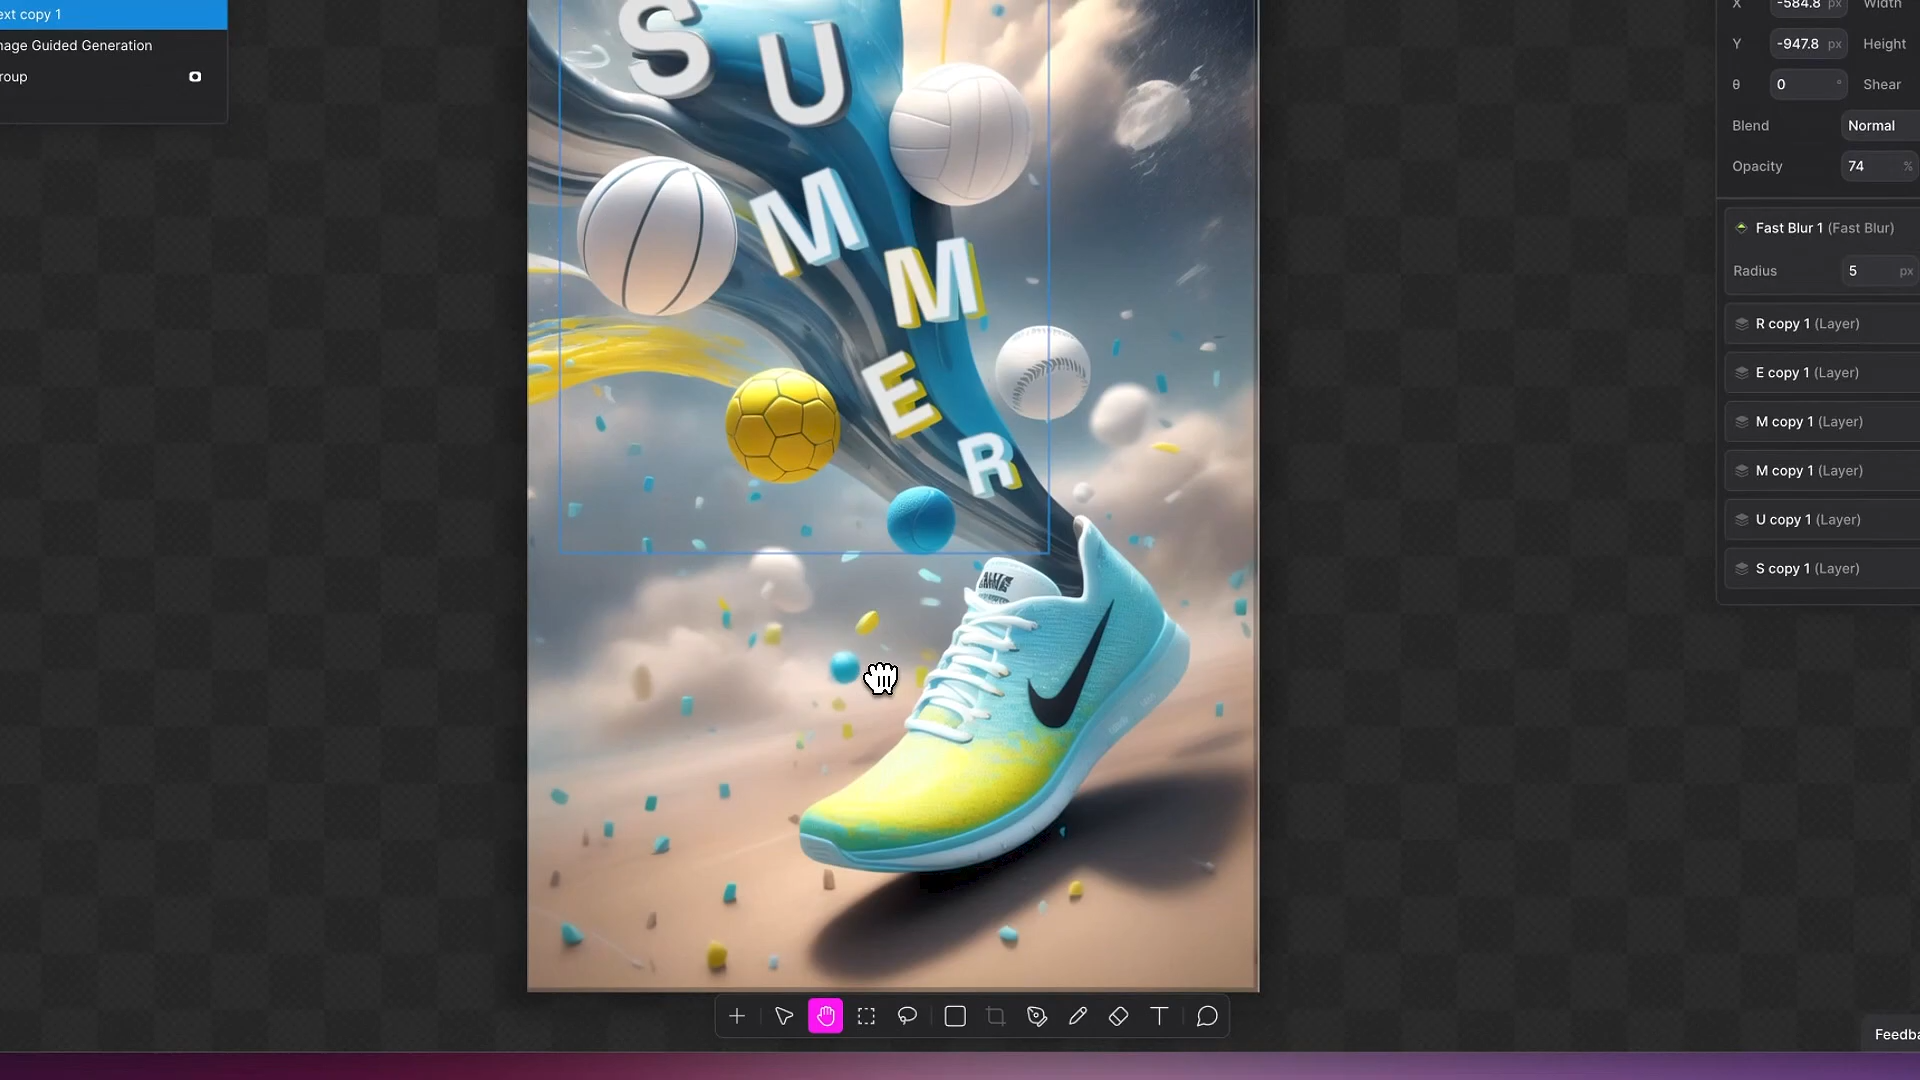 ext copy 1
mage Guided Generation
roup
S
U
M
M
E
R
X -584.8 px Width
Y -947.8 px Height
θ 0 ° Shear
Blend Normal
Opacity 74 %
Fast Blur 1 (Fast Blur)
Radius 5 px
R copy 1 (Layer)
E copy 1 (Layer)
M copy 1 (Layer)
M copy 1 (Layer)
U copy 1 (Layer)
S copy 1 (Layer)
T
Feedba